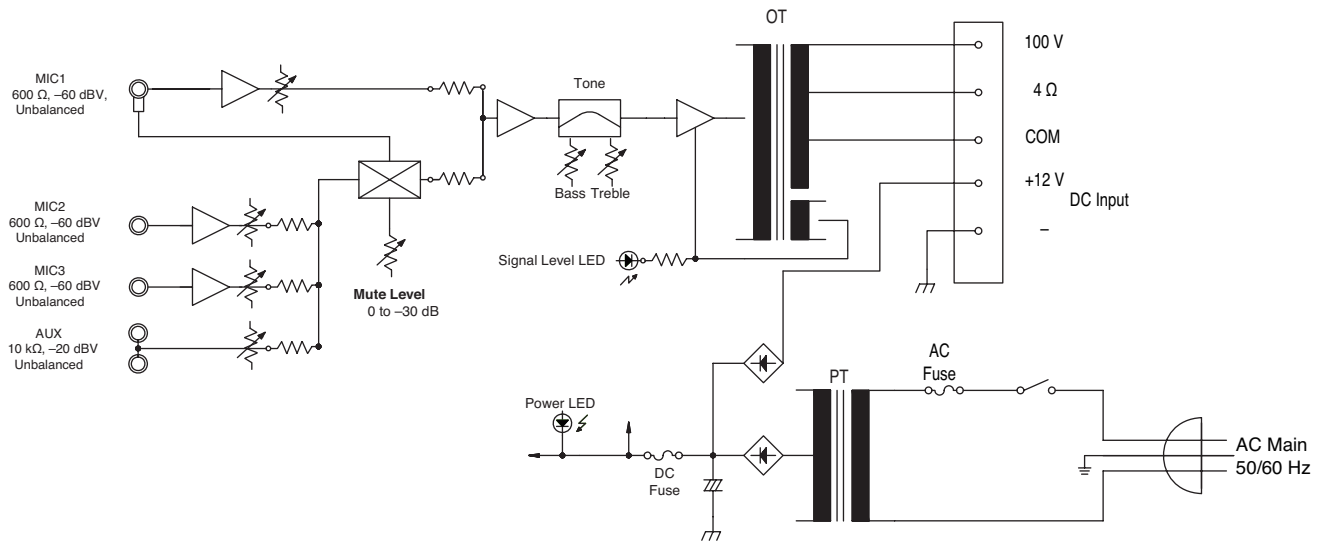 OT
100 V
4 Ω
COM
+12 V
DC Input
–
MIC1
600 Ω, –60 dBV,
Unbalanced
Tone
Bass Treble
MIC2
600 Ω, –60 dBV
Unbalanced
Signal Level LED
MIC3
600 Ω, –60 dBV
Unbalanced
Mute Level
0 to –30 dB
AUX
10 kΩ, –20 dBV
Unbalanced
PT
AC
Fuse
Power LED
DC
Fuse
AC Main
50/60 Hz